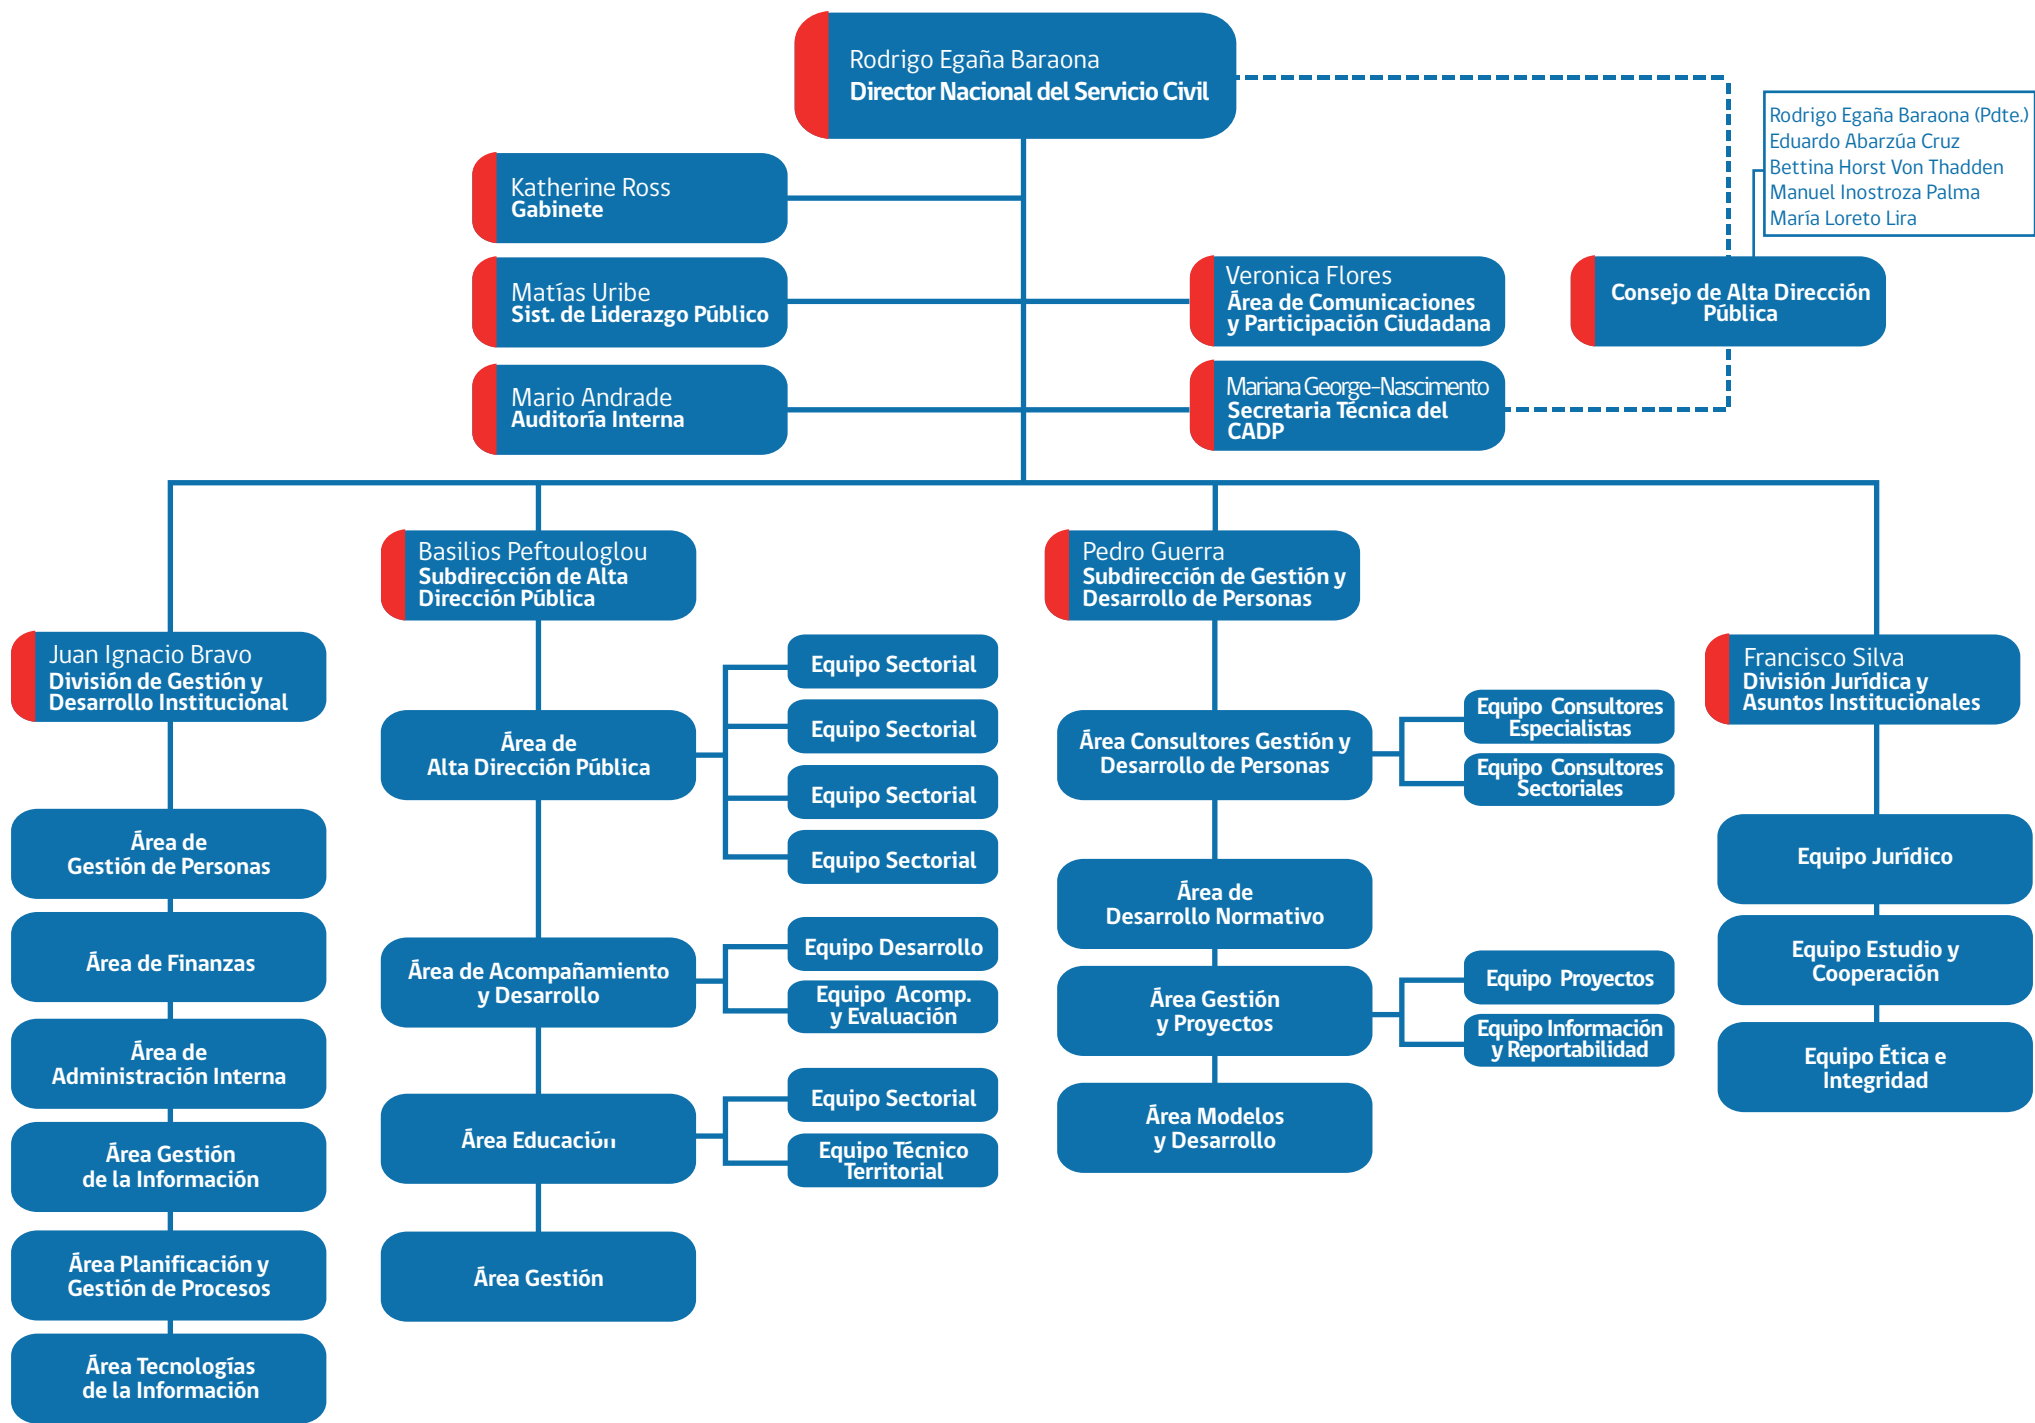 Rodrigo Egaña Baraona
Director Nacional del Servicio Civil
Rodrigo Egaña Baraona (Pdte.)
Eduardo Abarzúa Cruz
Bettina Horst Von Thadden
Manuel Inostroza Palma
María Loreto Lira
Katherine Ross
Gabinete
Matías Uribe
Sist. de Liderazgo Público
Veronica Flores
Área de Comunicaciones
y Participación Ciudadana
Consejo de Alta Dirección
Pública
Mario Andrade
Auditoría Interna
Mariana George-Nascimento
Secretaria Técnica del
CADP
Juan Ignacio Bravo
División de Gestión y
Desarrollo Institucional
Área de
Gestión de Personas
Área de Finanzas
Área de
Administración Interna
Área Gestión
de la Información
Área Planificación y
Gestión de Procesos
Área Tecnologías
de la Información
Basilios Peftouloglou
Subdirección de Alta
Dirección Pública
Área de
Alta Dirección Pública
Equipo Sectorial
Equipo Sectorial
Equipo Sectorial
Equipo Sectorial
Área de Acompañamiento
y Desarrollo
Equipo Desarrollo
Equipo Acomp.
y Evaluación
Área Educación
Equipo Sectorial
Equipo Técnico
Territorial
Área Gestión
Pedro Guerra
Subdirección de Gestión y
Desarrollo de Personas
Área Consultores Gestión y
Desarrollo de Personas
Equipo Consultores
Especialistas
Equipo Consultores
Sectoriales
Área de
Desarrollo Normativo
Área Gestión
y Proyectos
Equipo Proyectos
Equipo Información
y Reportabilidad
Área Modelos
y Desarrollo
Francisco Silva
División Jurídica y
Asuntos Institucionales
Equipo Jurídico
Equipo Estudio y
Cooperación
Equipo Ética e
Integridad